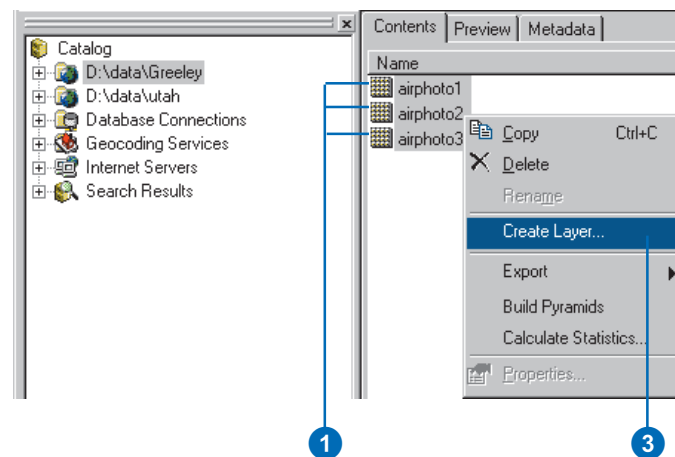 Catalog
D:\data\Greeley
D:\data\utah
Database Connections
Geocoding Services
Internet Servers
Search Results
Contents Preview Metadata
Name
airphoto1
airphoto2
airphoto3
Copy Ctrl+C
Delete
Rename
Create Layer...
Export
Build Pyramids
Calculate Statistics...
Properties...
1
3